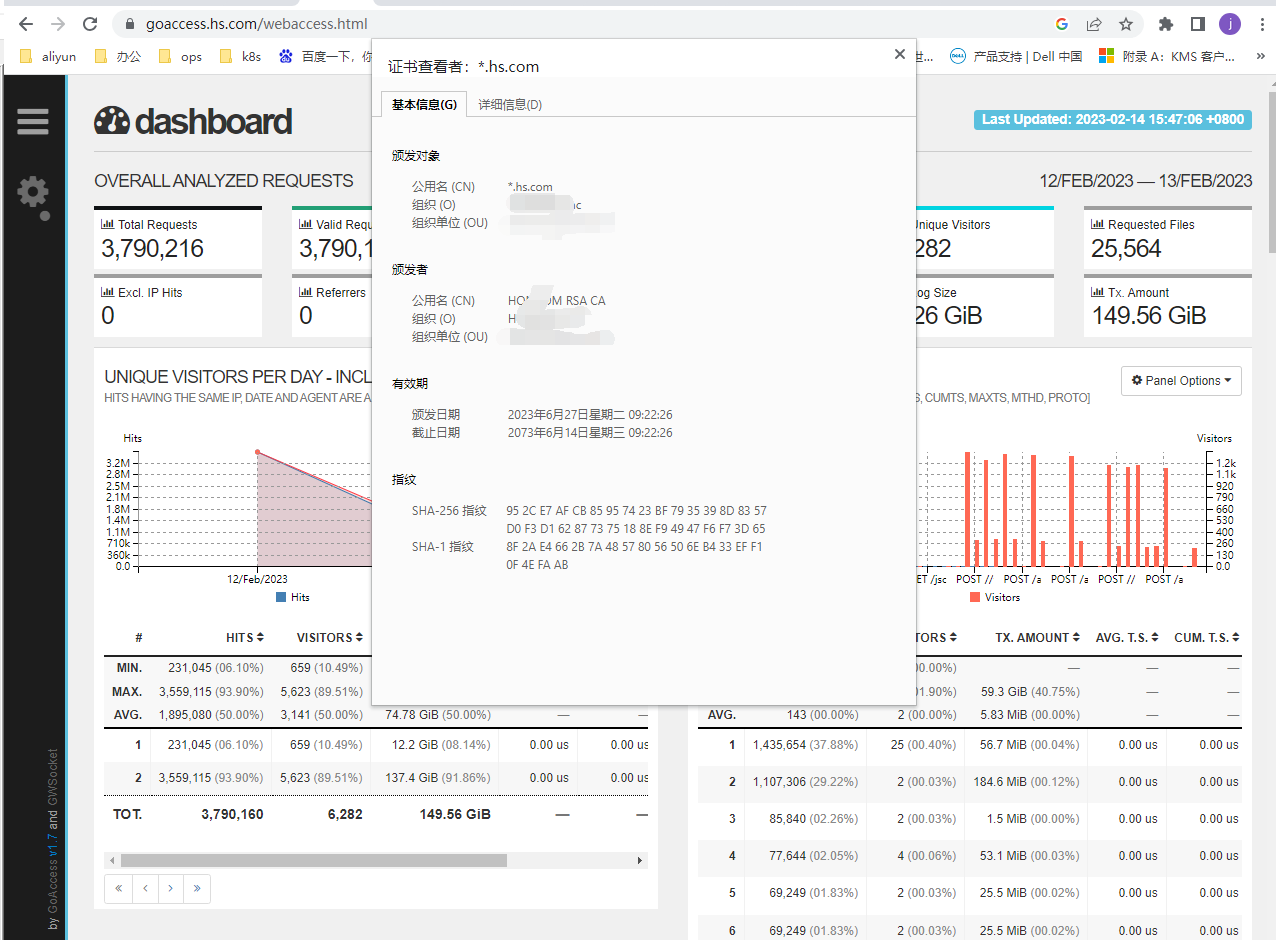 goaccess.hs.com/webaccess.html
j
aliyun
办公
ops
k8s
百度一下，你
世...
DELL
产品支持 | Dell 中国
附录 A：KMS 客户...
»
证书查看者：*.hs.com
基本信息(G)
详细信息(D)
颁发对象
公用名 (CN) *.hs.com
组织 (O)
组织单位 (OU)
颁发者
公用名 (CN) RSA CA
组织 (O)
组织单位 (OU)
有效期
颁发日期 2023年6月27日星期二 09:22:26
截止日期 2073年6月14日星期三 09:22:26
指纹
SHA-256 指纹 95 2C E7 AF CB 85 95 74 23 BF 79 35 39 8D 83 57
D0 F3 D1 62 87 73 75 18 8E F9 49 47 F6 F7 3D 65
SHA-1 指纹 8F 2A E4 66 2B 7A 48 57 80 56 50 6E B4 33 EF F1
0F 4E FA AB
dashboard
Last Updated: 2023-02-14 15:47:06 +0800
OVERALL ANALYZED REQUESTS
12/FEB/2023 — 13/FEB/2023
Total Requests
3,790,216
Valid Requ
3,790,1
Unique Visitors
282
Requested Files
25,564
Excl. IP Hits
0
Referrers
0
og Size
26 GiB
Tx. Amount
149.56 GiB
UNIQUE VISITORS PER DAY - INCL
HITS HAVING THE SAME IP, DATE AND AGENT ARE A
Hits
3.2M
2.8M
2.5M
2.1M
1.8M
1.4M
1.1M
710k
360k
0.0
12/Feb/2023
Hits
# HITS VISITORS
MIN. 231,045 (06.10%) 659 (10.49%)
MAX. 3,559,115 (93.90%) 5,623 (89.51%)
AVG. 1,895,080 (50.00%) 3,141 (50.00%) 74.78 GiB (50.00%) — —
1 231,045 (06.10%) 659 (10.49%) 12.2 GiB (08.14%) 0.00 us 0.00 us
2 3,559,115 (93.90%) 5,623 (89.51%) 137.4 GiB (91.86%) 0.00 us 0.00 us
TOT. 3,790,160 6,282 149.56 GiB — —
« ‹ › »
S, CUMTS, MAXTS, MTHD, PROTO]
Panel Options
Visitors
1.2k
1.1k
920
790
660
530
400
260
130
0.0
ET /jsc POST // POST /a POST /a POST // POST /a
Visitors
TORS TX. AMOUNT AVG. T.S. CUM. T.S.
00.00%) — — —
01.90%) 59.3 GiB (40.75%) — —
AVG. 143 (00.00%) 2 (00.00%) 5.83 MiB (00.00%) — —
1 1,435,654 (37.88%) 25 (00.40%) 56.7 MiB (00.04%) 0.00 us 0.00 us
2 1,107,306 (29.22%) 2 (00.03%) 184.6 MiB (00.12%) 0.00 us 0.00 us
3 85,840 (02.26%) 2 (00.03%) 1.5 MiB (00.00%) 0.00 us 0.00 us
4 77,644 (02.05%) 4 (00.06%) 53.1 MiB (00.03%) 0.00 us 0.00 us
5 69,249 (01.83%) 2 (00.03%) 25.5 MiB (00.02%) 0.00 us 0.00 us
6 69,249 (01.83%) 2 (00.03%) 25.5 MiB (00.02%) 0.00 us 0.00 us
by GoAccess v1.7 and GWSocket